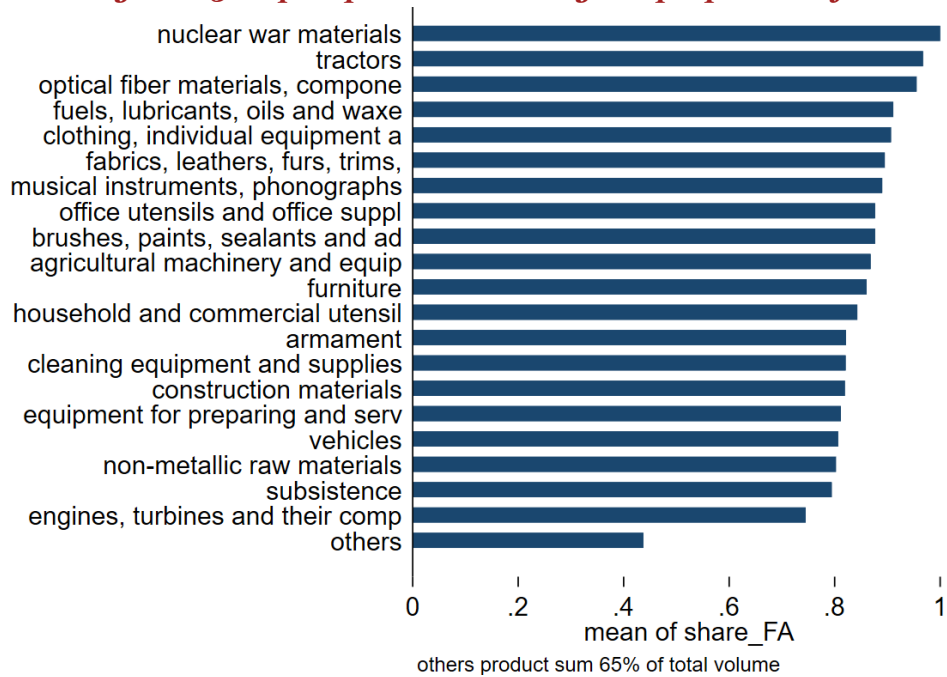 nuclear war materials
tractors
optical fiber materials, compone
fuels, lubricants, oils and waxe
clothing, individual equipment a
fabrics, leathers, furs, trims,
musical instruments, phonographs
office utensils and office suppl
brushes, paints, sealants and ad
agricultural machinery and equip
furniture
household and commercial utensil
armament
cleaning equipment and supplies
construction materials
equipment for preparing and serv
vehicles
non-metallic raw materials
subsistence
engines, turbines and their comp
others
0 .2 .4 .6 .8 1
mean of share_FA
others product sum 65% of total volume